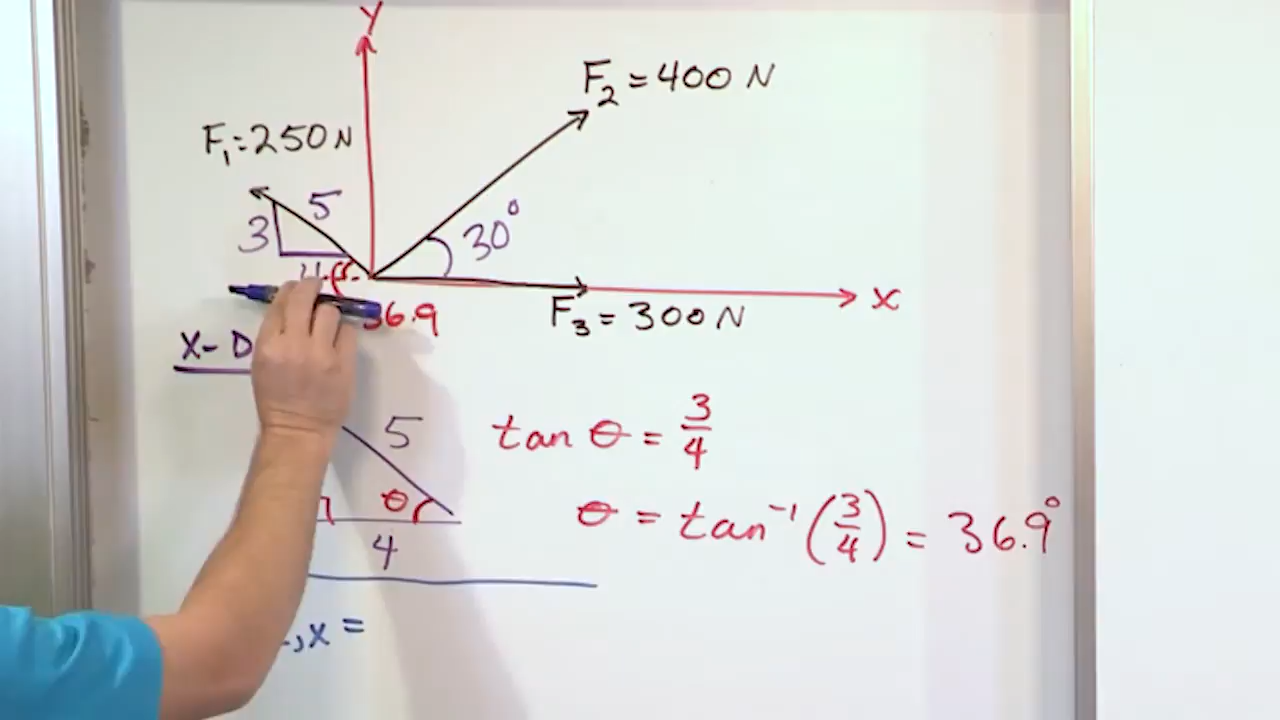 Y
F₂ = 400 N
F₁ = 250 N
5
3
30°
36.9
X
F₃ = 300 N
X- D
5
tan θ = 3/4
θ
4
θ = tan⁻¹ (3/4) = 36.9°
,x =